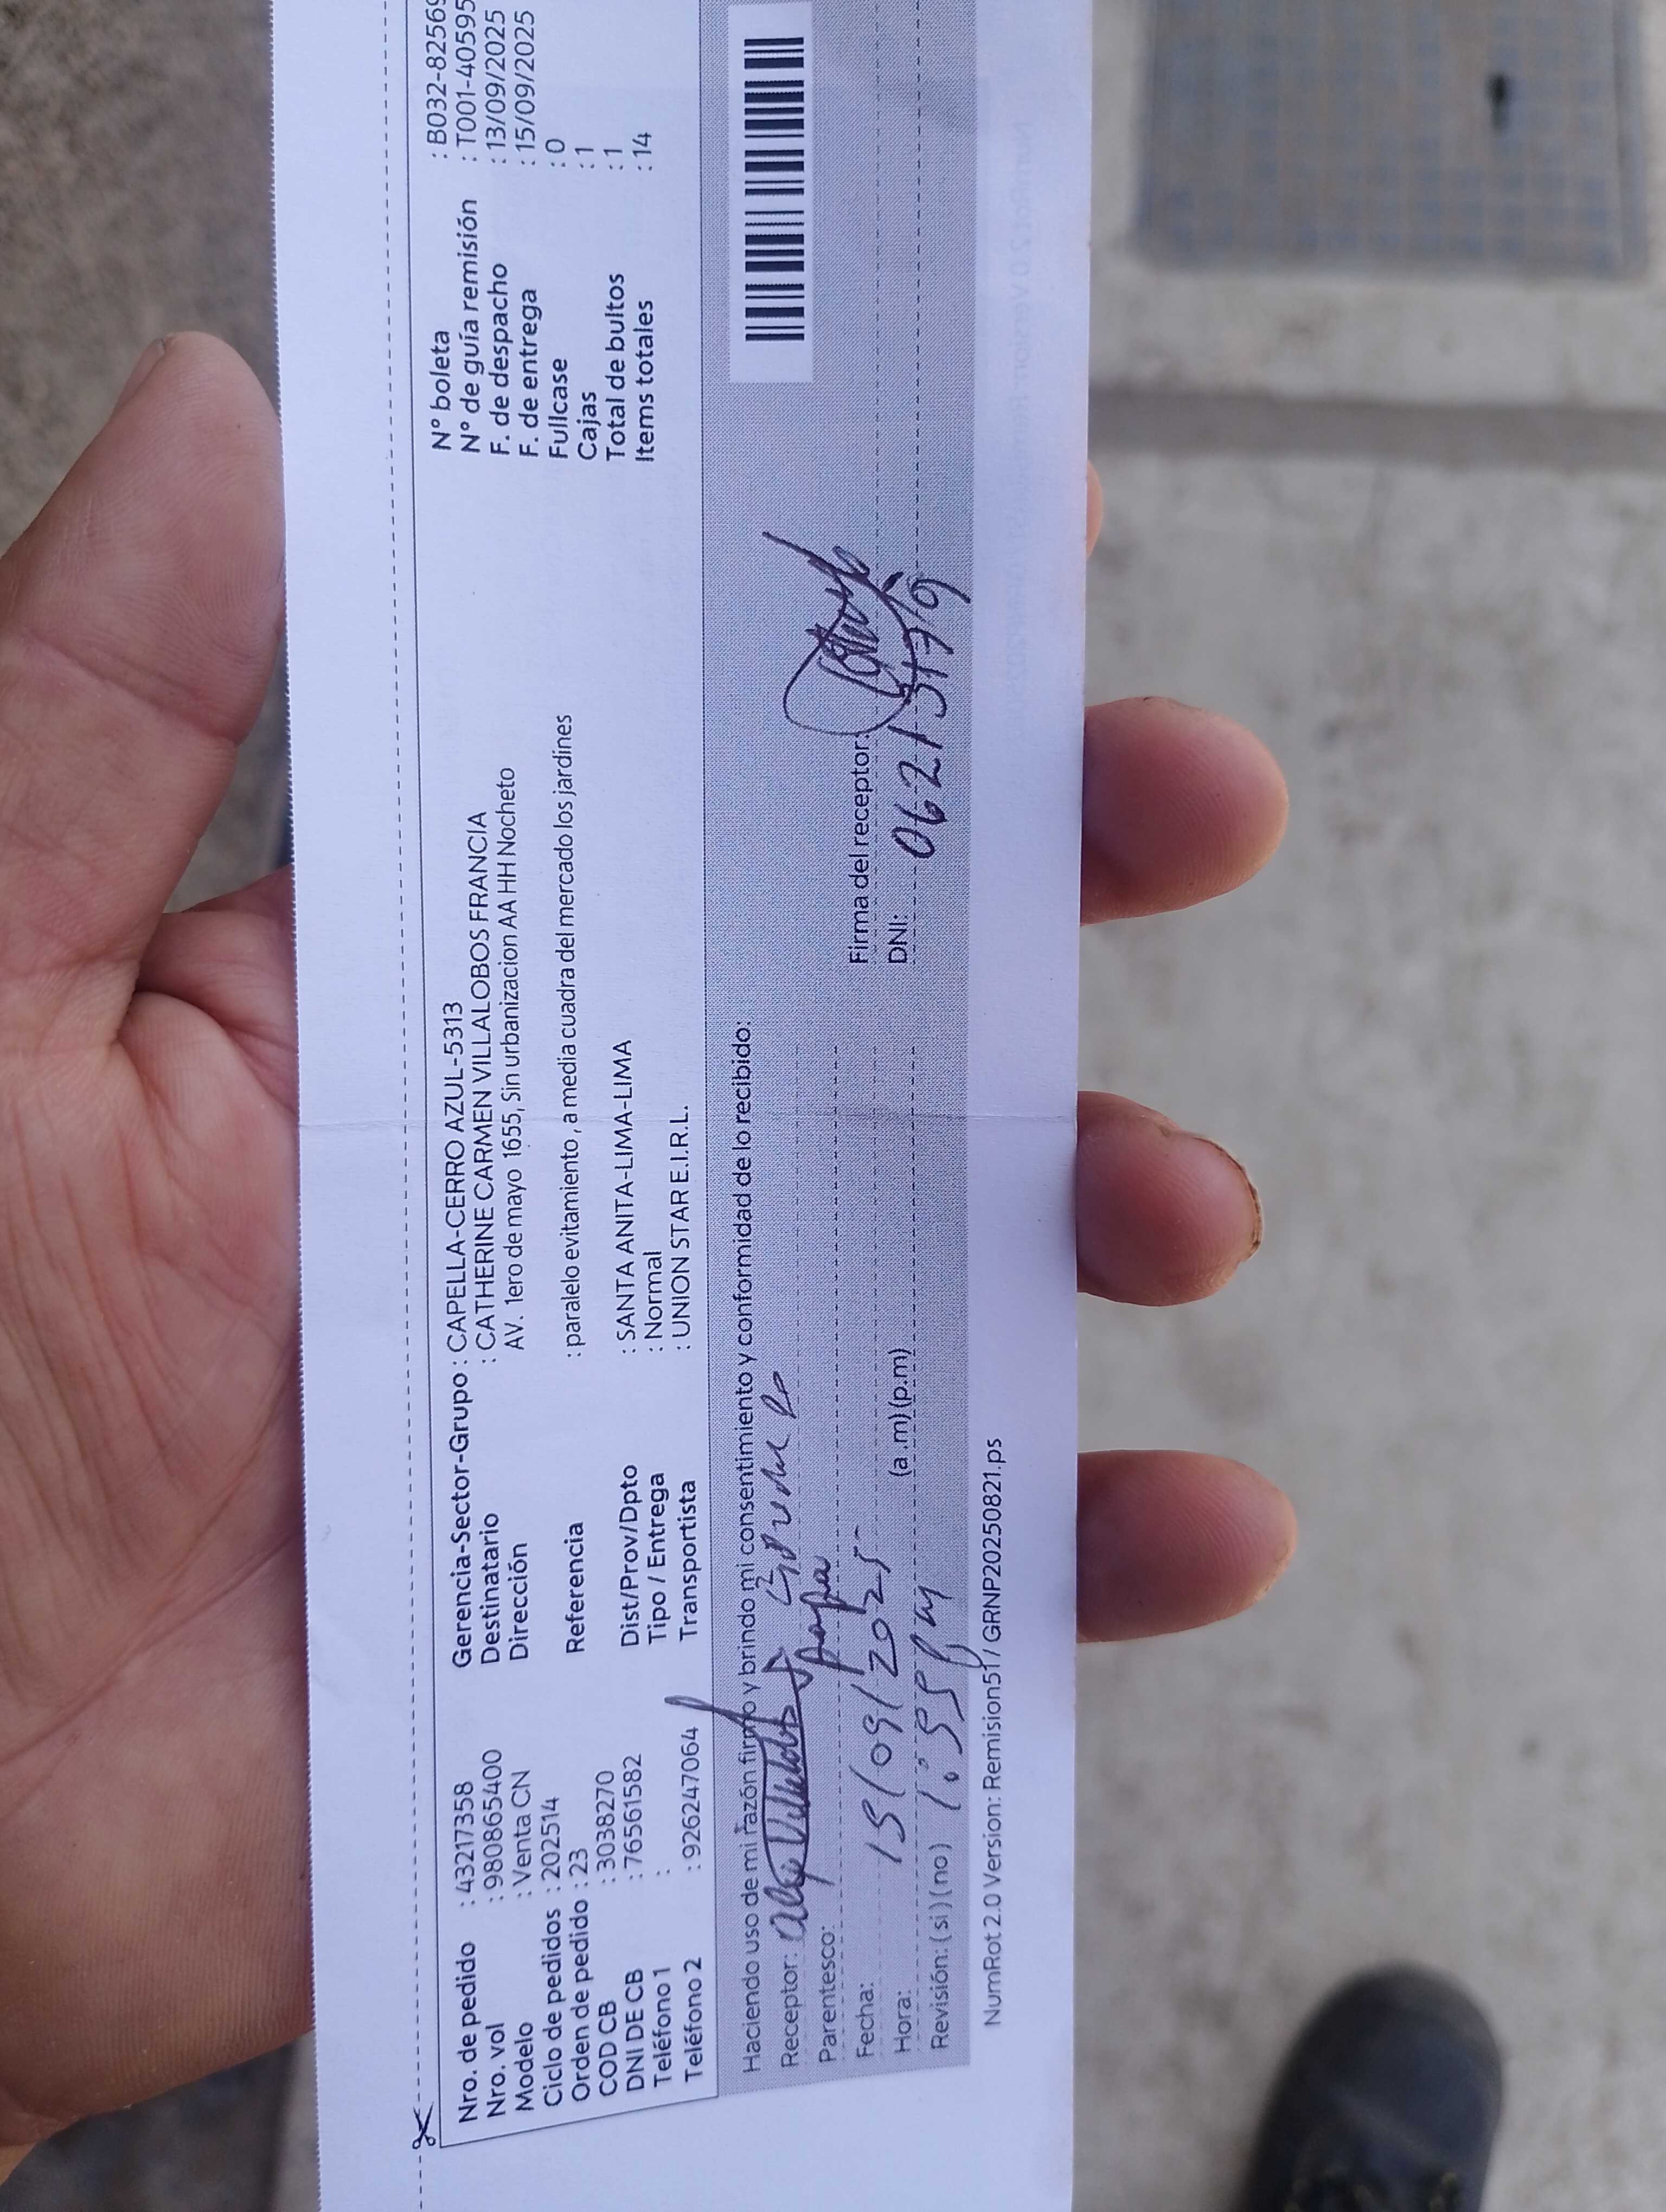 Nro. de pedido : 43217358
Nro. vol : 980865400
Modelo : Venta CN
Ciclo de pedidos : 202514
Orden de pedido : 23
COD CB : 3038270
DNI DE CB : 76561582
Teléfono 1 :
Teléfono 2 : 926247064
Gerencia-Sector-Grupo : CAPELLA-CERRO AZUL-5313
Destinatario : CATHERINE CARMEN VILLALOBOS FRANCIA
Dirección AV. 1ero de mayo 1655, Sin urbanizacion AA HH Nocheto
Referencia : paralelo evitamiento , a media cuadra del mercado los jardines
Dist/Prov/Dpto : SANTA ANITA-LIMA-LIMA
Tipo / Entrega : Normal
Transportista : UNION STAR E.I.R.L.
N° boleta : B032-82569
N° de guía remisión : T001-40595
F. de despacho : 13/09/2025
F. de entrega : 15/09/2025
Fullcase : 0
Cajas : 1
Total de bultos : 1
Items totales : 14
Haciendo uso de mi razón firmo y brindo mi consentimiento y conformidad de lo recibido:
Receptor:
Parentesco: papa
Fecha: 15/09/2025
Hora: 1:55 pm (a.m) (p.m)
Revisión: (si) (no)
Firma del receptor:
DNI:
NumRot 2.0 Version: Remision51 / GRNP20250821.ps